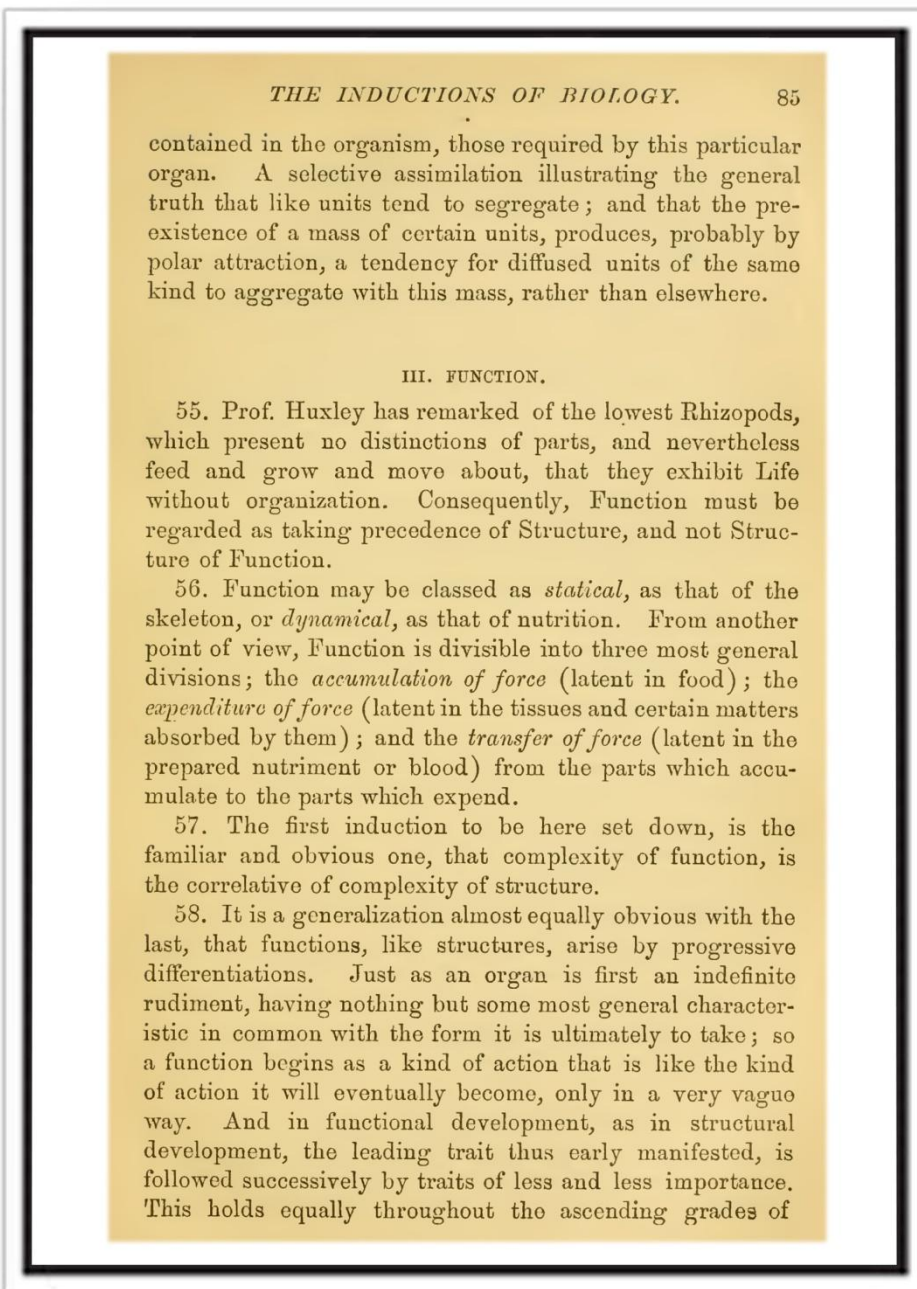 THE INDUCTIONS OF BIOLOGY. 85
contained in the organism, those required by this particular
organ. A selective assimilation illustrating the general
truth that like units tend to segregate; and that the pre-
existence of a mass of certain units, produces, probably by
polar attraction, a tendency for diffused units of the same
kind to aggregate with this mass, rather than elsewhere.
III. FUNCTION.
55. Prof. Huxley has remarked of the lowest Rhizopods,
which present no distinctions of parts, and nevertheless
feed and grow and move about, that they exhibit Life
without organization. Consequently, Function must be
regarded as taking precedence of Structure, and not Struc-
ture of Function.
56. Function may be classed as statical, as that of the
skeleton, or dynamical, as that of nutrition. From another
point of view, Function is divisible into three most general
divisions; the accumulation of force (latent in food); the
expenditure of force (latent in the tissues and certain matters
absorbed by them); and the transfer of force (latent in the
prepared nutriment or blood) from the parts which accu-
mulate to the parts which expend.
57. The first induction to be here set down, is the
familiar and obvious one, that complexity of function, is
the correlative of complexity of structure.
58. It is a generalization almost equally obvious with the
last, that functions, like structures, arise by progressive
differentiations. Just as an organ is first an indefinite
rudiment, having nothing but some most general character-
istic in common with the form it is ultimately to take; so
a function begins as a kind of action that is like the kind
of action it will eventually become, only in a very vague
way. And in functional development, as in structural
development, the leading trait thus early manifested, is
followed successively by traits of less and less importance.
This holds equally throughout the ascending grades of